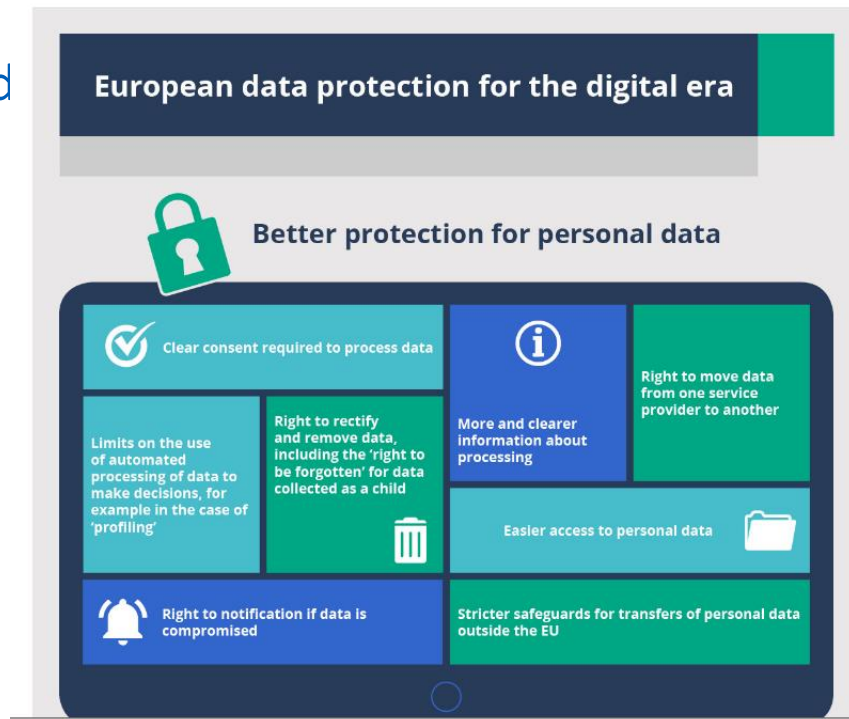 d
European data protection for the digital era
Better protection for personal data
Clear consent required to process data
Limits on the use
of automated
processing of data to
make decisions, for
example in the case of
‘profiling’
Right to rectify
and remove data,
including the ‘right to
be forgotten’ for data
collected as a child
More and clearer
information about
processing
Right to move data
from one service
provider to another
Easier access to personal data
Right to notification if data is
compromised
Stricter safeguards for transfers of personal data
outside the EU